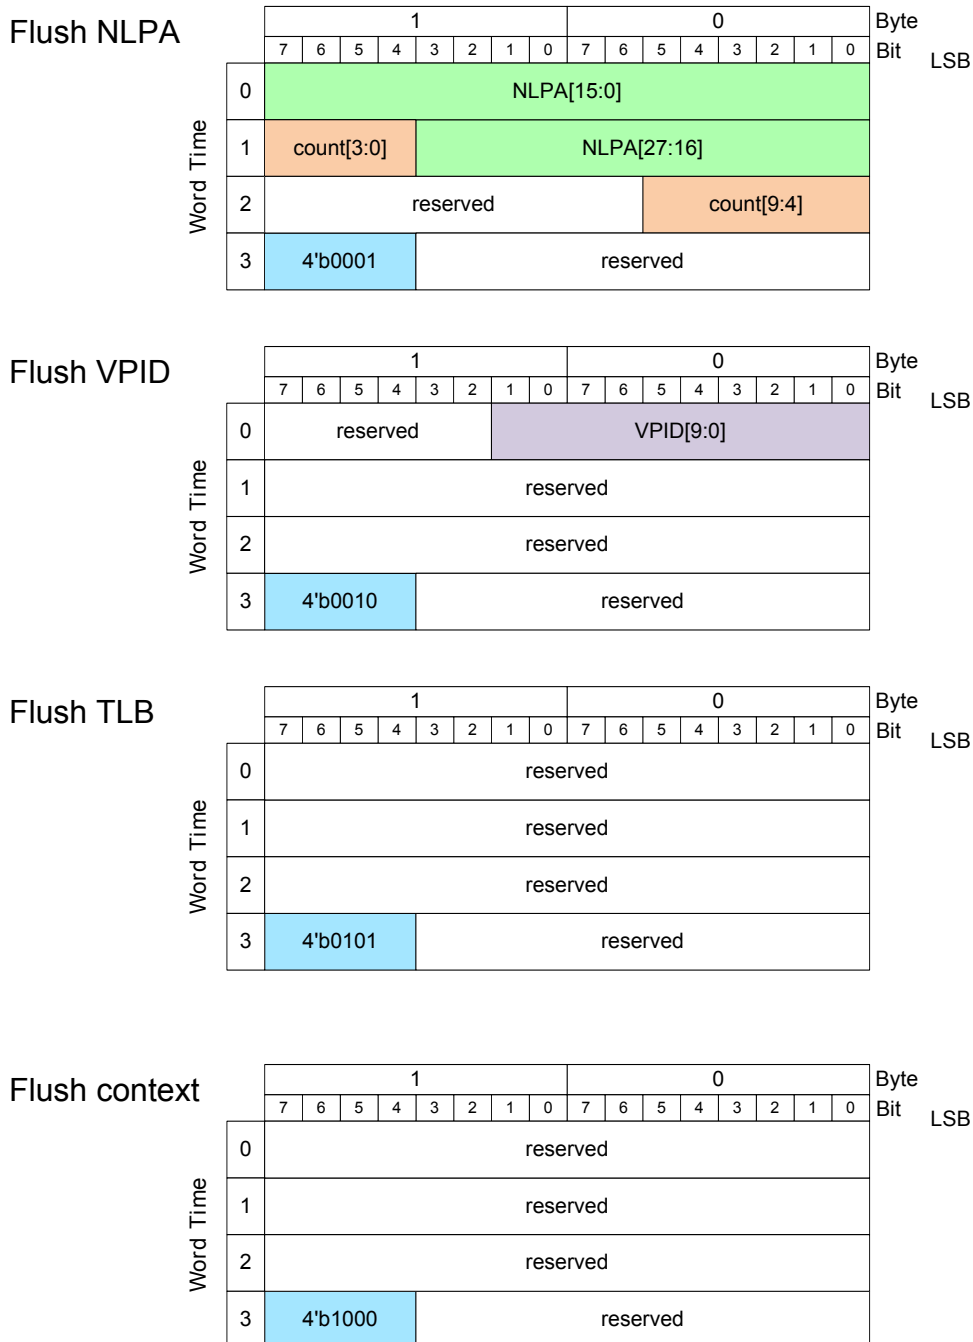 Flush NLPA
1 0 Byte
7 6 5 4 3 2 1 0 7 6 5 4 3 2 1 0 Bit LSB
Word Time
0 NLPA[15:0]
1 count[3:0] NLPA[27:16]
2 reserved count[9:4]
3 4'b0001 reserved
Flush VPID
1 0 Byte
7 6 5 4 3 2 1 0 7 6 5 4 3 2 1 0 Bit LSB
Word Time
0 reserved VPID[9:0]
1 reserved
2 reserved
3 4'b0010 reserved
Flush TLB
1 0 Byte
7 6 5 4 3 2 1 0 7 6 5 4 3 2 1 0 Bit LSB
Word Time
0 reserved
1 reserved
2 reserved
3 4'b0101 reserved
Flush context
1 0 Byte
7 6 5 4 3 2 1 0 7 6 5 4 3 2 1 0 Bit LSB
Word Time
0 reserved
1 reserved
2 reserved
3 4'b1000 reserved